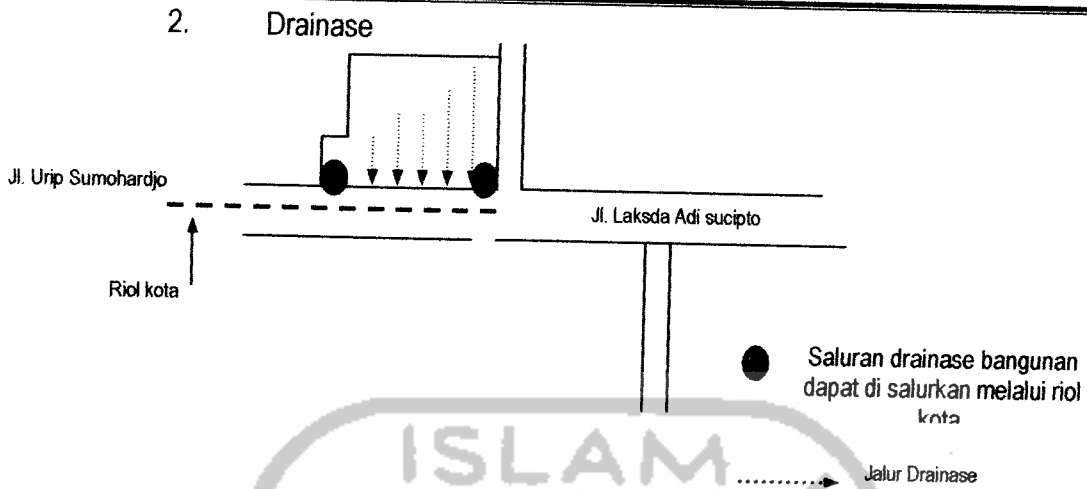 2. Drainase
Jl. Urip Sumohardjo
Jl. Laksda Adi sucipto
Riol kota
Saluran drainase bangunan
dapat di salurkan melalui riol
kota
ISLAM
Jalur Drainase